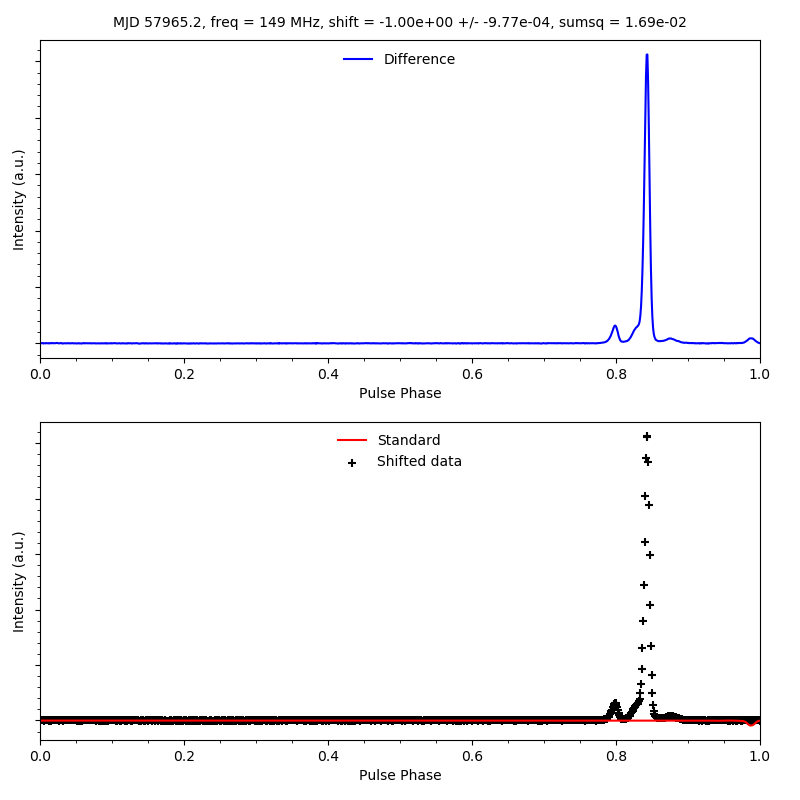 MJD 57965.2, freq = 149 MHz, shift = -1.00e+00 +/- -9.77e-04, sumsq = 1.69e-02
Difference
Intensity (a.u.)
0.0 0.2 0.4 0.6 0.8 1.0
Pulse Phase
Standard
Shifted data
Intensity (a.u.)
0.0 0.2 0.4 0.6 0.8 1.0
Pulse Phase